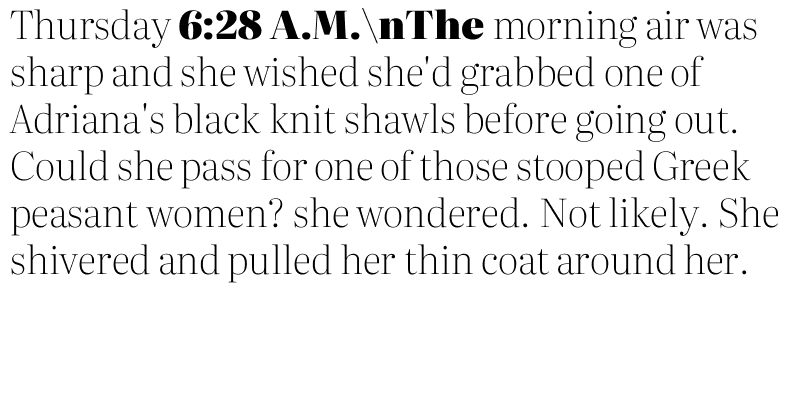 Thursday 6:28 A.M.\nThe morning air was
sharp and she wished she'd grabbed one of
Adriana's black knit shawls before going out.
Could she pass for one of those stooped Greek
peasant women? she wondered. Not likely. She
shivered and pulled her thin coat around her.